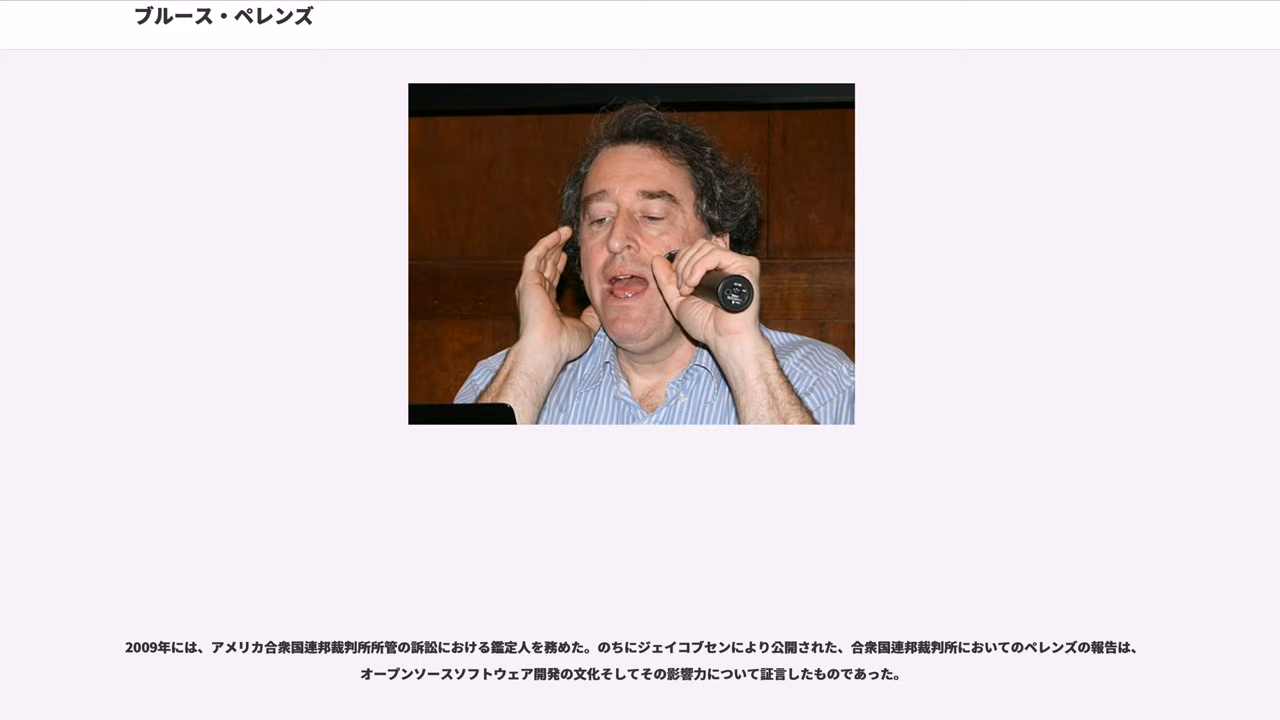 ブルース・ペレンズ
2009年には、アメリカ合衆国連邦裁判所所管の訴訟における鑑定人を務めた。のちにジェイコブセンにより公開された、合衆国連邦裁判所においてのペレンズの報告は、
オープンソースソフトウェア開発の文化そしてその影響力について証言したものであった。